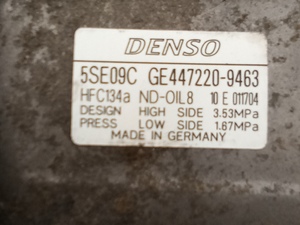 DENSO
5SE09C GE447220-9463
HFC134a ND-OIL8 10 E 011704
DESIGN HIGH SIDE 3.53MPa
PRESS LOW SIDE 1.67MPa
MADE IN GERMANY